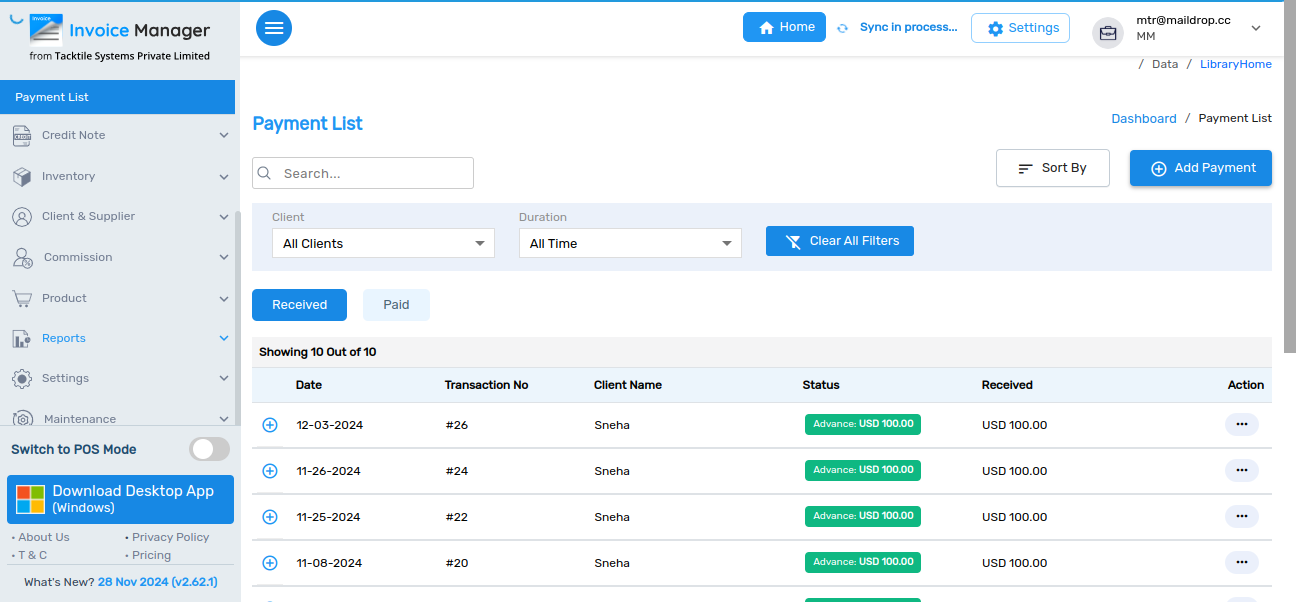 Invoice
Invoice Manager
from Tacktile Systems Private Limited
Payment List
Credit Note
Inventory
Client & Supplier
Commission
Product
Reports
Settings
Maintenance
Switch to POS Mode
Download Desktop App
(Windows)
• About Us • Privacy Policy
• T & C • Pricing
What's New? 28 Nov 2024 (v2.62.1)
Home
Sync in process...
Settings
mtr@maildrop.cc
MM
/ Data / LibraryHome
Payment List
Dashboard / Payment List
Search...
Sort By
Add Payment
Client
Duration
All Clients
All Time
Clear All Filters
Received
Paid
Showing 10 Out of 10
Date Transaction No Client Name Status Received Action
12-03-2024 #26 Sneha Advance: USD 100.00 USD 100.00
11-26-2024 #24 Sneha Advance: USD 100.00 USD 100.00
11-25-2024 #22 Sneha Advance: USD 100.00 USD 100.00
11-08-2024 #20 Sneha Advance: USD 100.00 USD 100.00